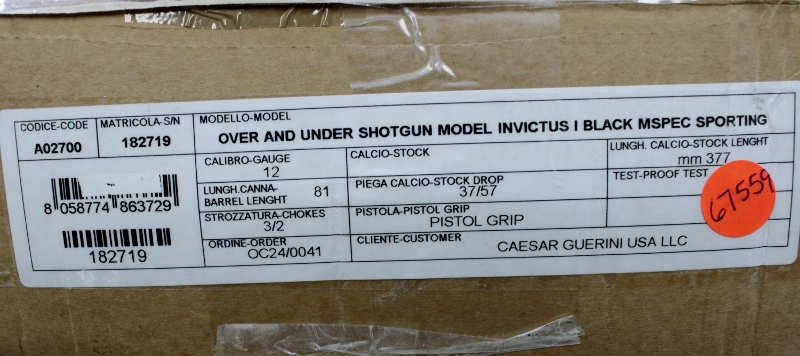 CODICE-CODE
A02700
MATRICOLA-S/N
182719
MODELLO-MODEL
OVER AND UNDER SHOTGUN MODEL INVICTUS I BLACK MSPEC SPORTING
CALIBRO-GAUGE
12
CALCIO-STOCK
LUNGH. CALCIO-STOCK LENGHT
mm 377
LUNGH.CANNA-
BARREL LENGHT
81
PIEGA CALCIO-STOCK DROP
37/57
TEST-PROOF TEST
STROZZATURA-CHOKES
3/2
PISTOLA-PISTOL GRIP
PISTOL GRIP
ORDINE-ORDER
OC24/0041
CLIENTE-CUSTOMER
CAESAR GUERINI USA LLC
8 058774 863729
182719
67559